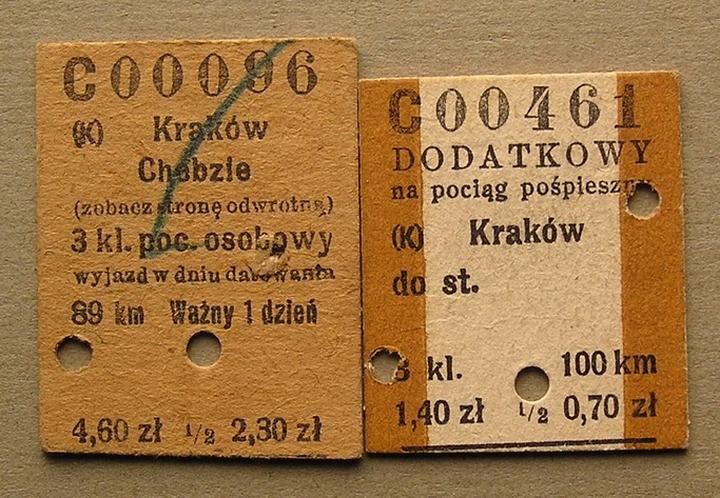 C00096
(K) Kraków
Chebzie
(zobacz stronę odwrotną)
3 kl. poc. osobowy
wyjazd w dniu datowania
89 km Ważny 1 dzień
4,60 zł 1/2 2,30 zł
C00461
DODATKOWY
na pociąg pośpieszny
(K) Kraków
do st.
3 kl. 100 km
1,40 zł 1/2 0,70 zł